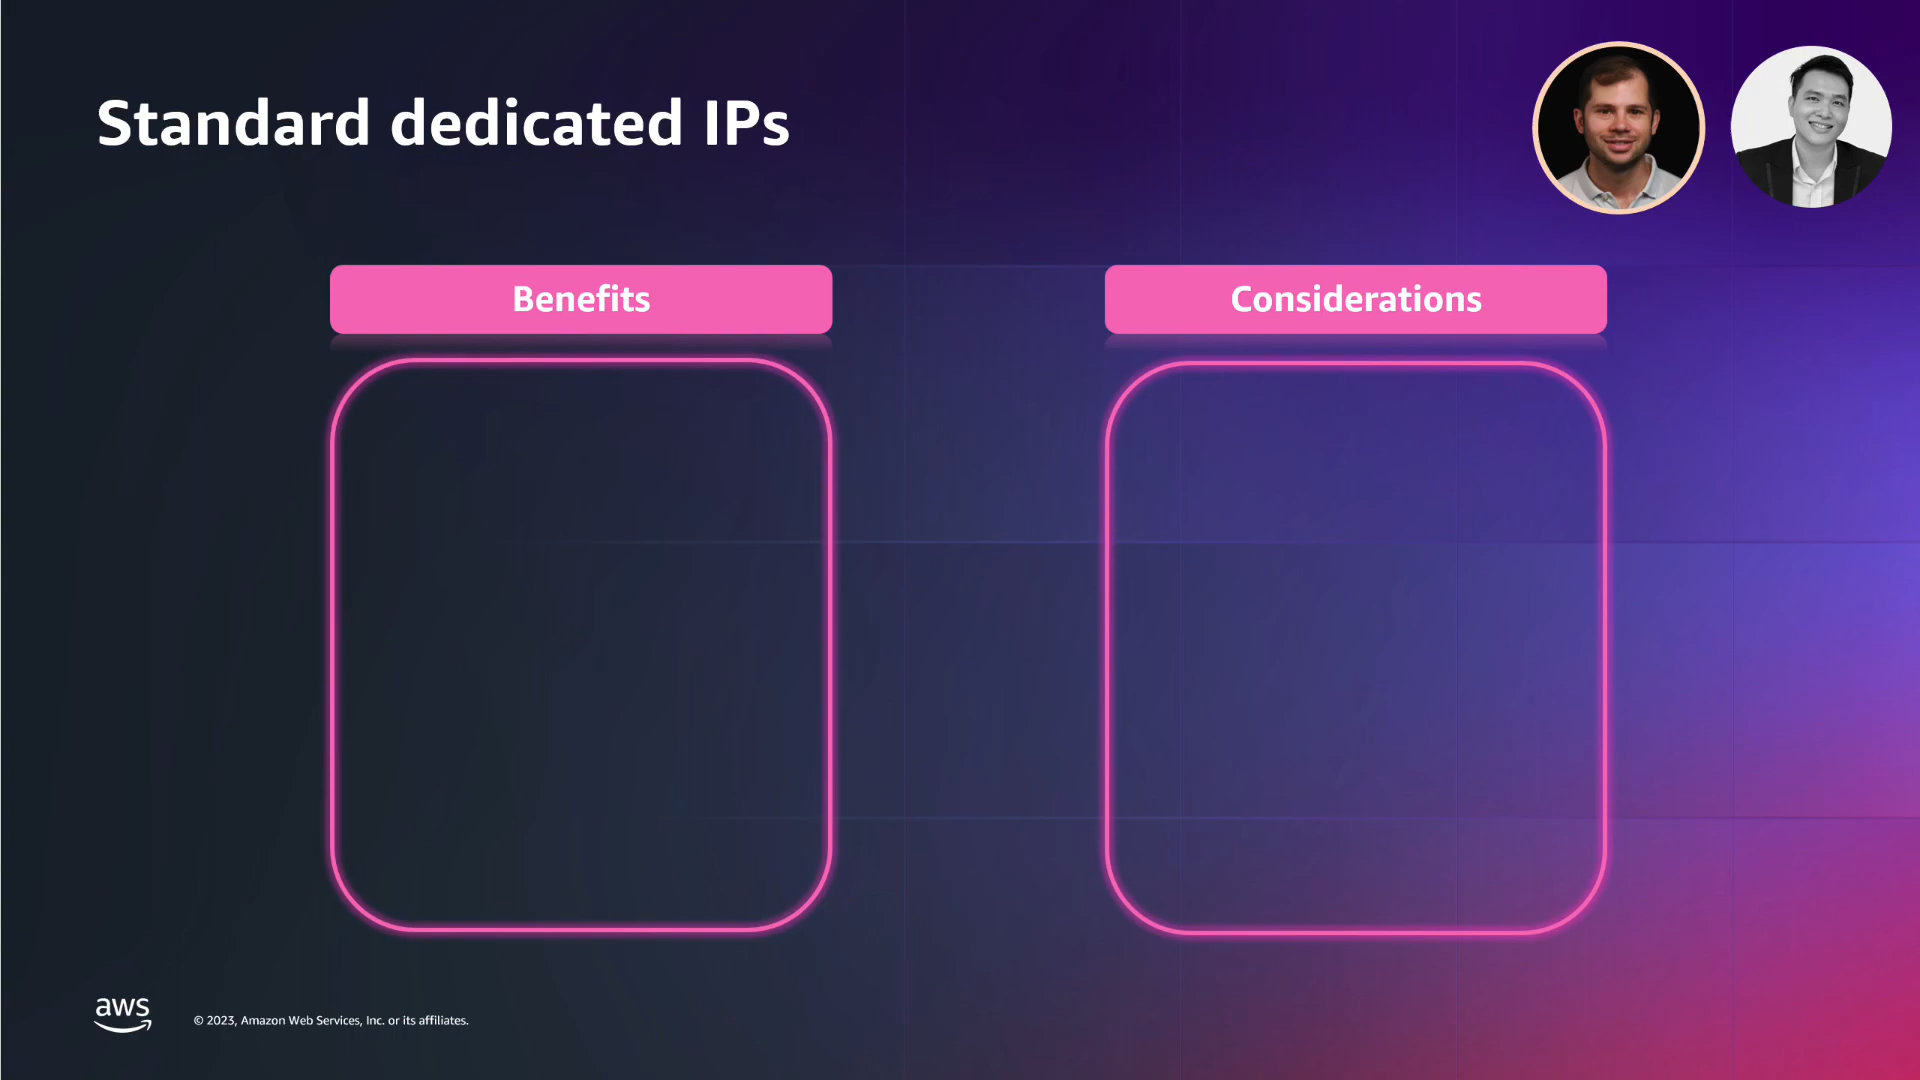 Standard dedicated IPs
Benefits
Considerations
aws
© 2023, Amazon Web Services, Inc. or its affiliates.